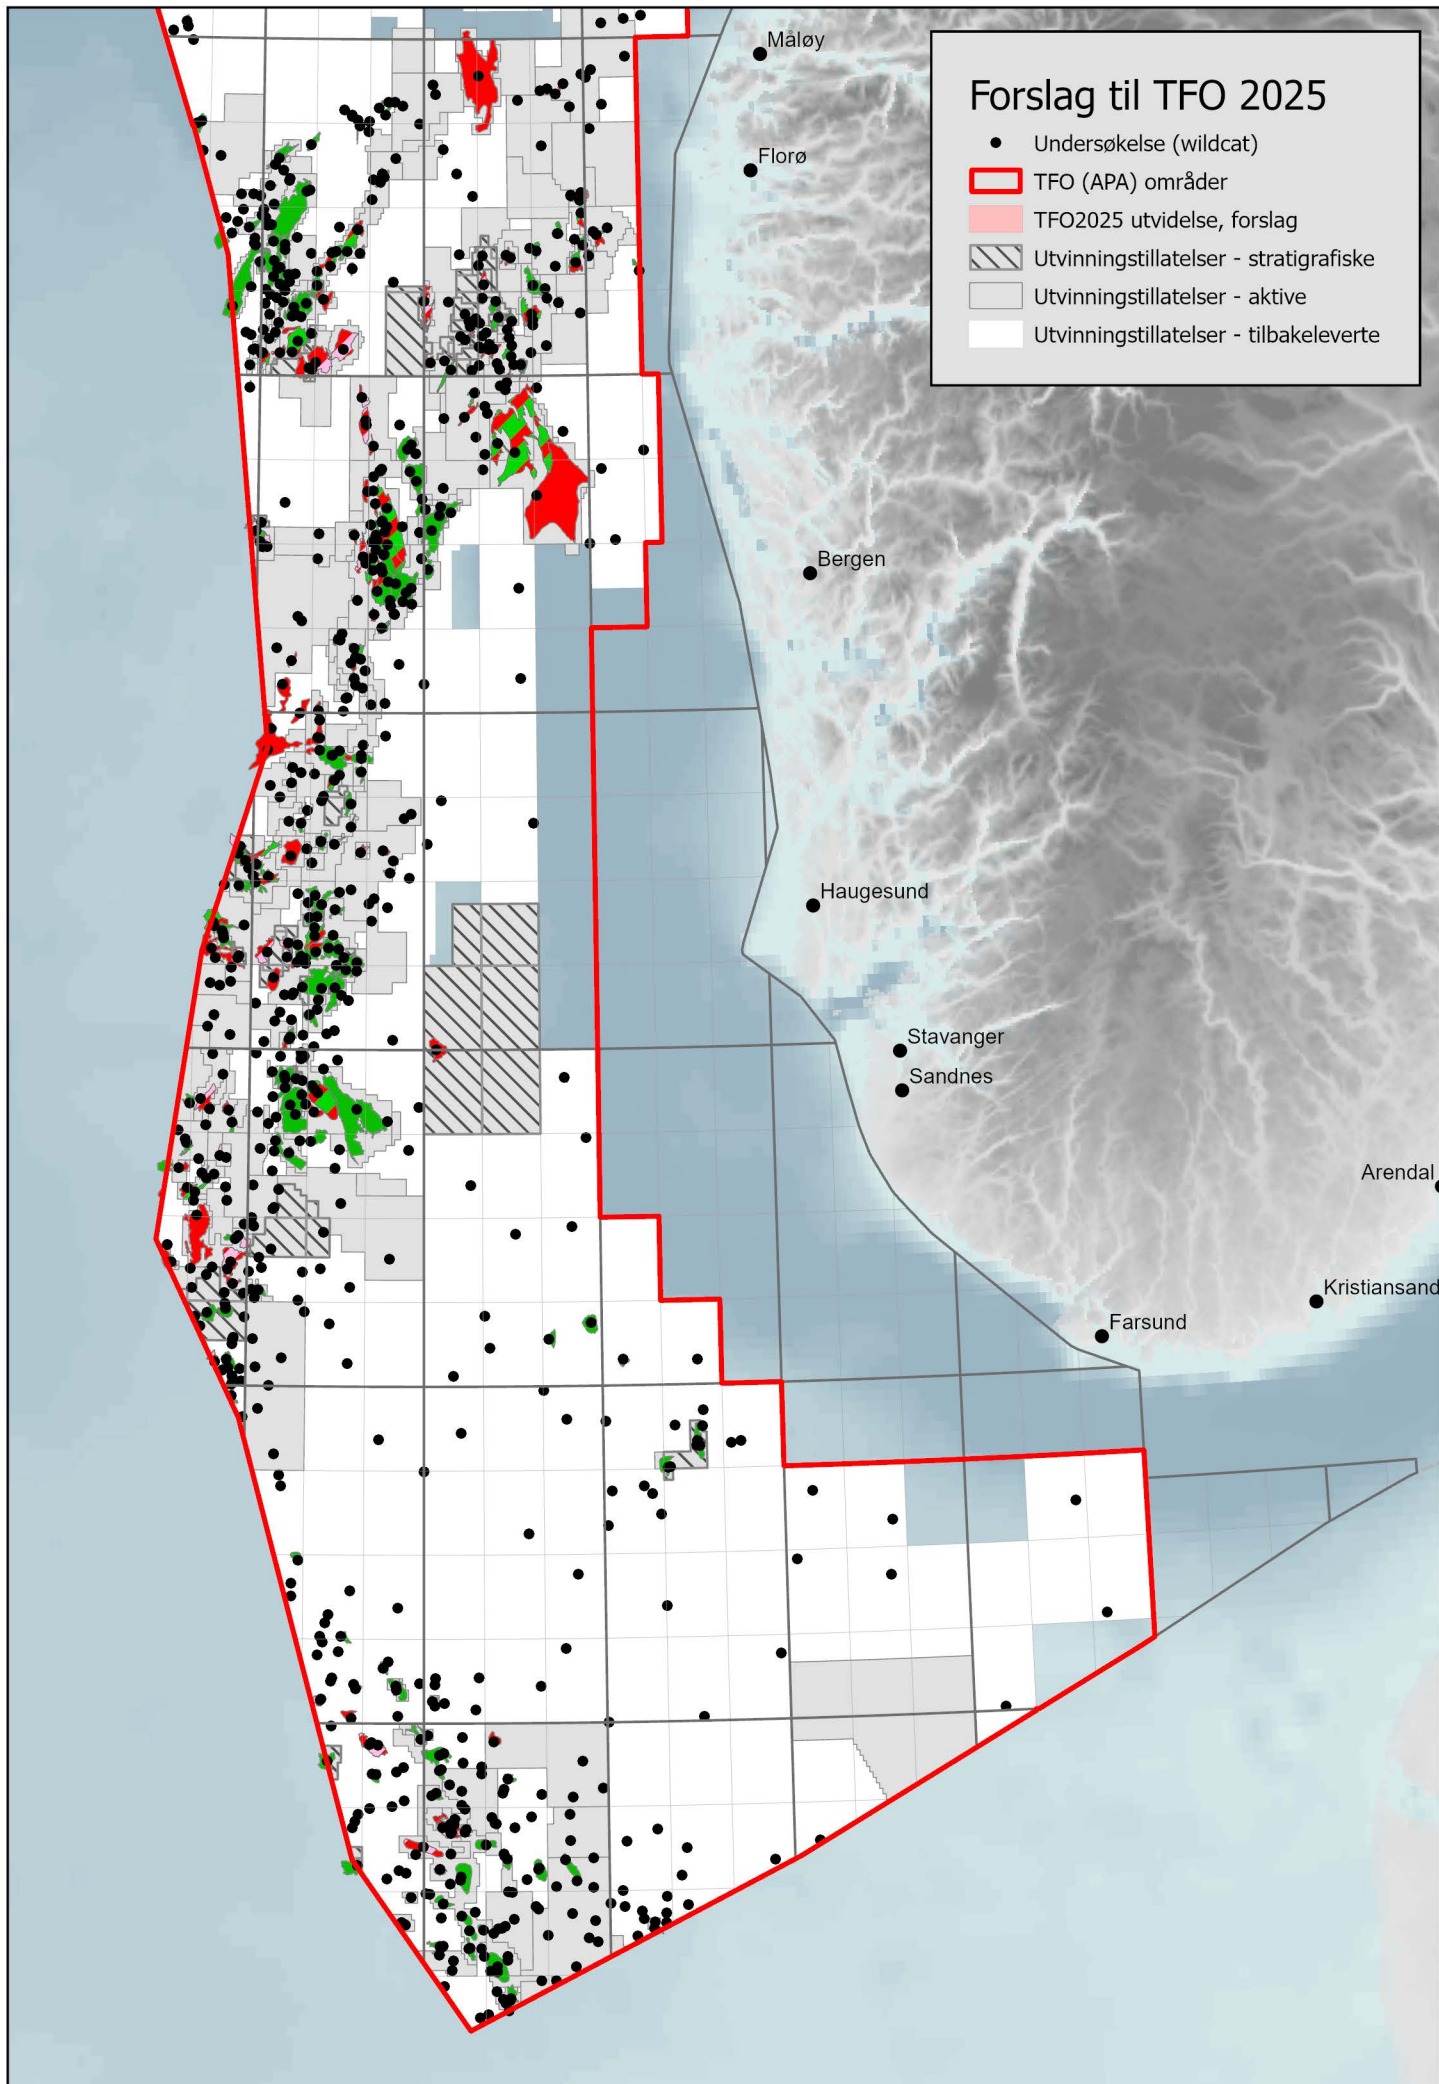 Måløy
Forslag til TFO 2025
Undersøkelse (wildcat)
TFO (APA) områder
TFO2025 utvidelse, forslag
Utvinningstillatelser - stratigrafiske
Utvinningstillatelser - aktive
Utvinningstillatelser - tilbakeleverte
Florø
Bergen
Haugesund
Stavanger
Sandnes
Arendal
Kristiansand
Farsund